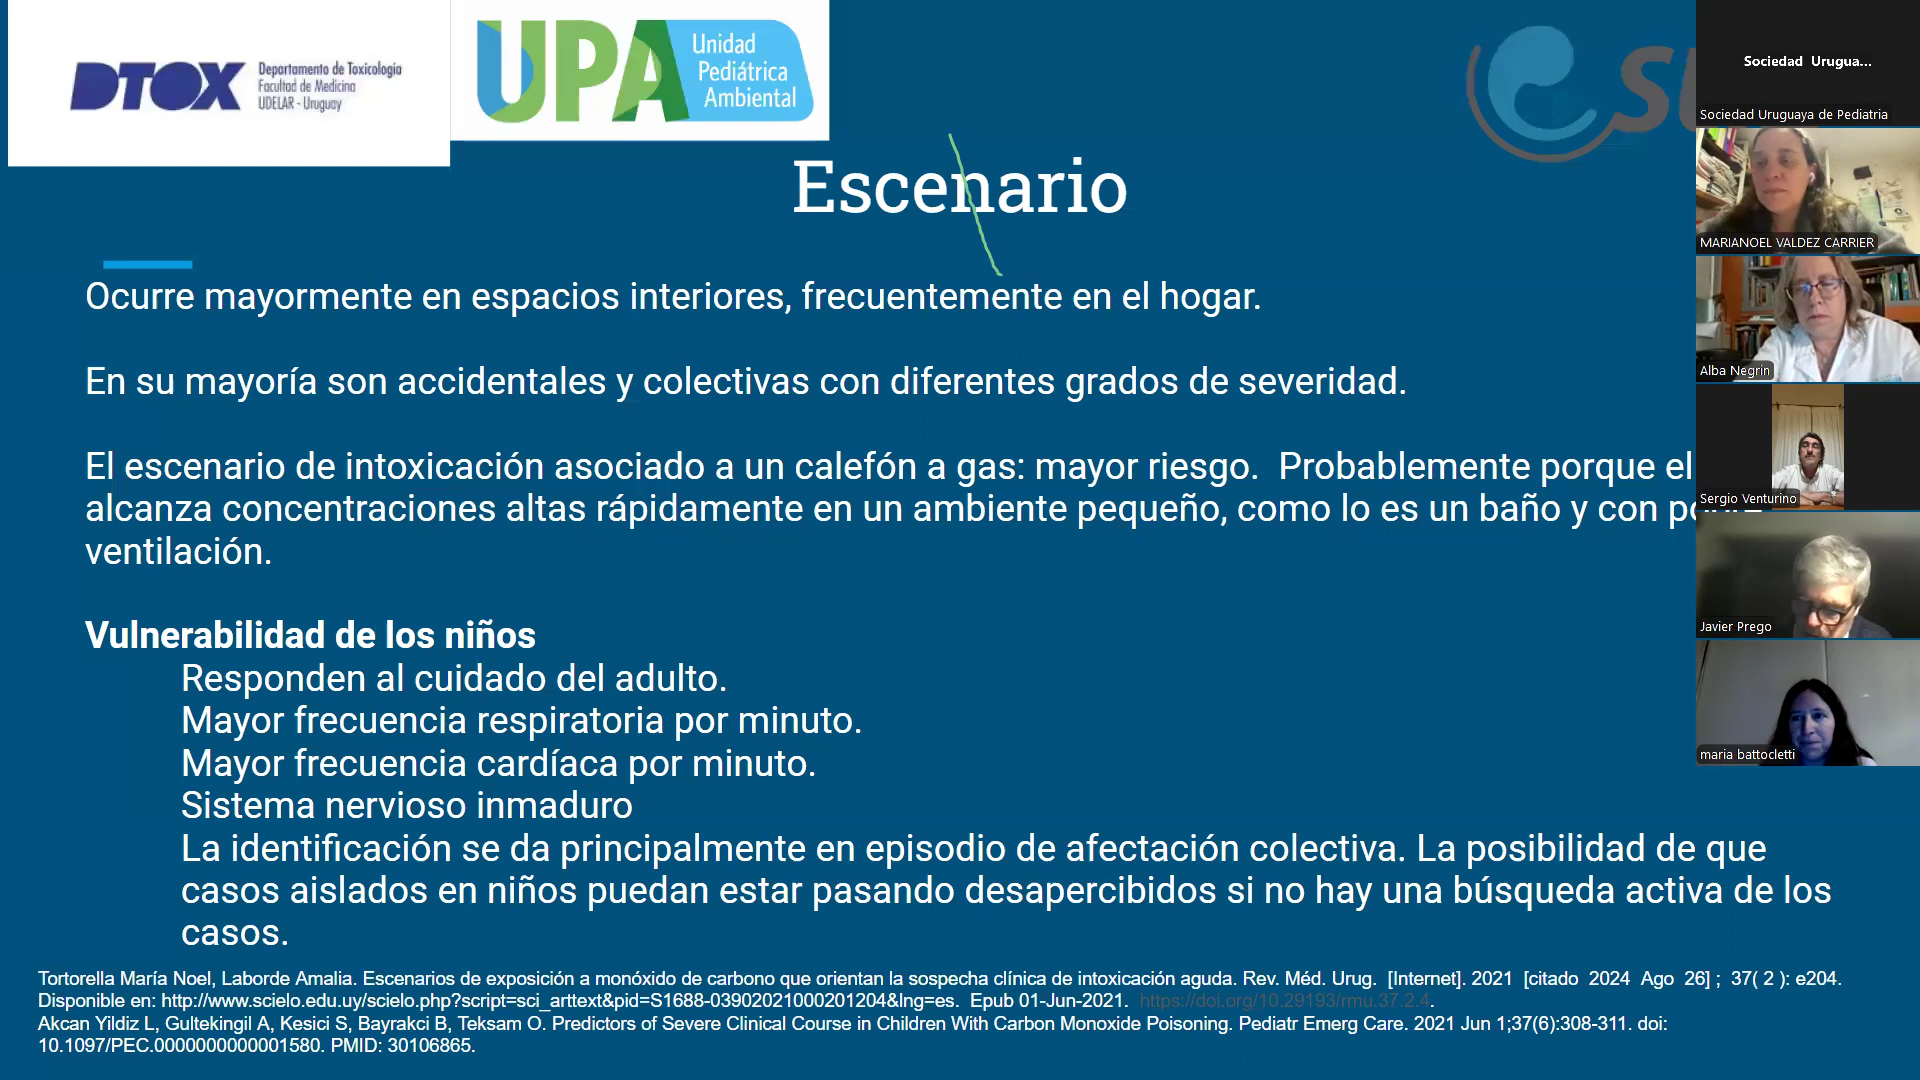 DTOX
Departamento de Toxicología
Facultad de Medicina
UDELAR - Uruguay
UPA
Unidad
Pediátrica
Ambiental
Sociedad Urugua...
Sociedad Uruguaya de Pediatria
MARIANOEL VALDEZ CARRIER
Alba Negrin
Sergio Venturino
Javier Prego
maria battocletti
Escenario
Ocurre mayormente en espacios interiores, frecuentemente en el hogar.
En su mayoría son accidentales y colectivas con diferentes grados de severidad.
El escenario de intoxicación asociado a un calefón a gas: mayor riesgo. Probablemente porque el
alcanza concentraciones altas rápidamente en un ambiente pequeño, como lo es un baño y con
ventilación.
Vulnerabilidad de los niños
Responden al cuidado del adulto.
Mayor frecuencia respiratoria por minuto.
Mayor frecuencia cardíaca por minuto.
Sistema nervioso inmaduro
La identificación se da principalmente en episodio de afectación colectiva. La posibilidad de que
casos aislados en niños puedan estar pasando desapercibidos si no hay una búsqueda activa de los
casos.
Tortorella María Noel, Laborde Amalia. Escenarios de exposición a monóxido de carbono que orientan la sospecha clínica de intoxicación aguda. Rev. Méd. Urug. [Internet]. 2021 [citado 2024 Ago 26] ; 37( 2 ): e204.
Disponible en: http://www.scielo.edu.uy/scielo.php?script=sci_arttext&pid=S1688-03902021000201204&lng=es. Epub 01-Jun-2021. https://doi.org/10.29193/rmu.37.2.4.
Akcan Yildiz L, Gultekingil A, Kesici S, Bayrakci B, Teksam O. Predictors of Severe Clinical Course in Children With Carbon Monoxide Poisoning. Pediatr Emerg Care. 2021 Jun 1;37(6):308-311. doi:
10.1097/PEC.0000000000001580. PMID: 30106865.